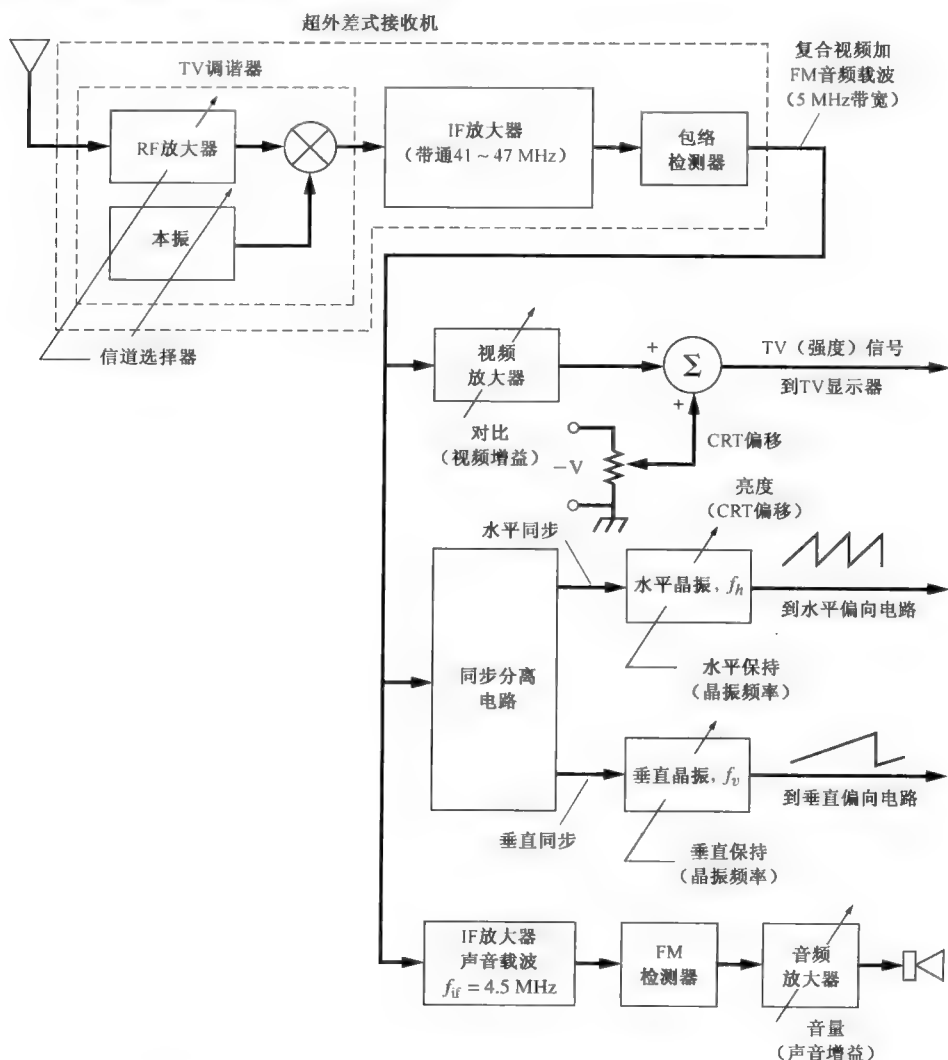 超外差式接收机
TV调谐器
RF放大器
本振
信道选择器
IF放大器
(带通41～47 MHz)
包络
检测器
复合视频加
FM音频载波
(5 MHz带宽)
视频
放大器
对比
(视频增益)
+
Σ
+
TV（强度）信号
到TV显示器
−V
CRT偏移
亮度
(CRT偏移)
水平同步
水平晶振, f_h
到水平偏向电路
水平保持
(晶振频率)
同步分离
电路
垂直同步
垂直晶振, f_v
到垂直偏向电路
垂直保持
(晶振频率)
IF放大器
声音载波
f_if = 4.5 MHz
FM
检测器
音频
放大器
音量
(声音增益)